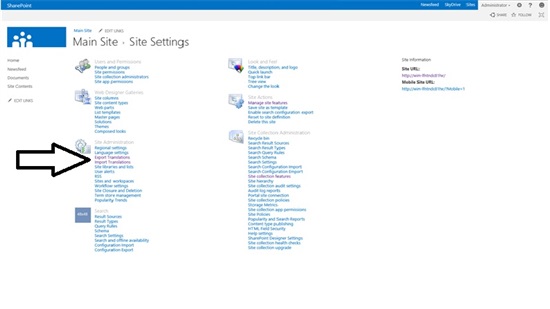 SharePoint
Newsfeed SkyDrive Sites Administrator
SHARE FOLLOW
Main Site EDIT LINKS
Main Site › Site Settings
Home
Newsfeed
Documents
Site Contents
EDIT LINKS
Users and Permissions
People and groups
Site permissions
Site collection administrators
Site app permissions
Web Designer Galleries
Site columns
Site content types
Web parts
List templates
Master pages
Solutions
Themes
Composed looks
Site Administration
Regional settings
Language settings
Export Translations
Import Translations
Site libraries and lists
User alerts
RSS
Sites and workspaces
Workflow settings
Site Closure and Deletion
Term store management
Popularity Trends
Search
Result Sources
Result Types
Query Rules
Schema
Search Settings
Search and offline availability
Configuration Import
Configuration Export
Look and Feel
Title, description, and logo
Quick launch
Top link bar
Tree view
Change the look
Site Actions
Manage site features
Save site as template
Enable search configuration export
Reset to site definition
Delete this site
Site Collection Administration
Recycle bin
Search Result Sources
Search Result Types
Search Query Rules
Search Schema
Search Settings
Search Configuration Import
Search Configuration Export
Site collection features
Site hierarchy
Site collection audit settings
Audit log reports
Portal site connection
Site collection policies
Storage Metrics
Site collection app permissions
Site Policies
Popularity and Search Reports
Content type publishing
HTML Field Security
Help settings
SharePoint Designer Settings
Site collection health checks
Site collection upgrade
Site Information
Site URL:
Mobile Site URL: